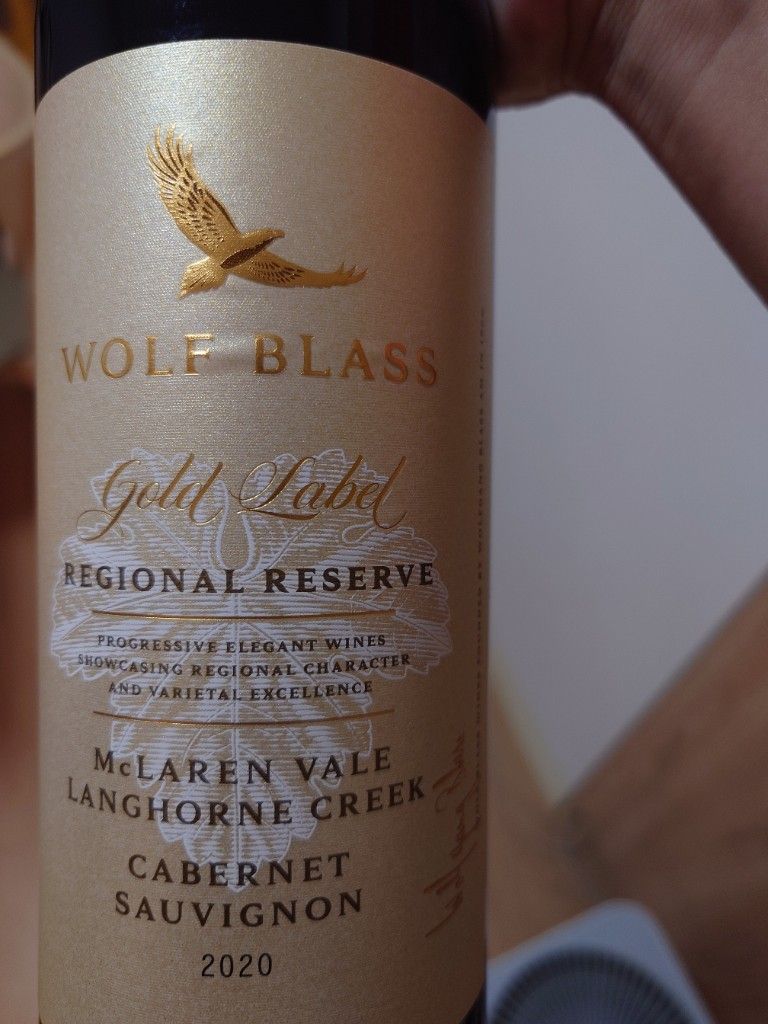 WOLF BLASS
Gold Label
REGIONAL RESERVE
PROGRESSIVE ELEGANT WINES
SHOWCASING REGIONAL CHARACTER
AND VARIETAL EXCELLENCE
McLAREN VALE
LANGHORNE CREEK
CABERNET
SAUVIGNON
2020